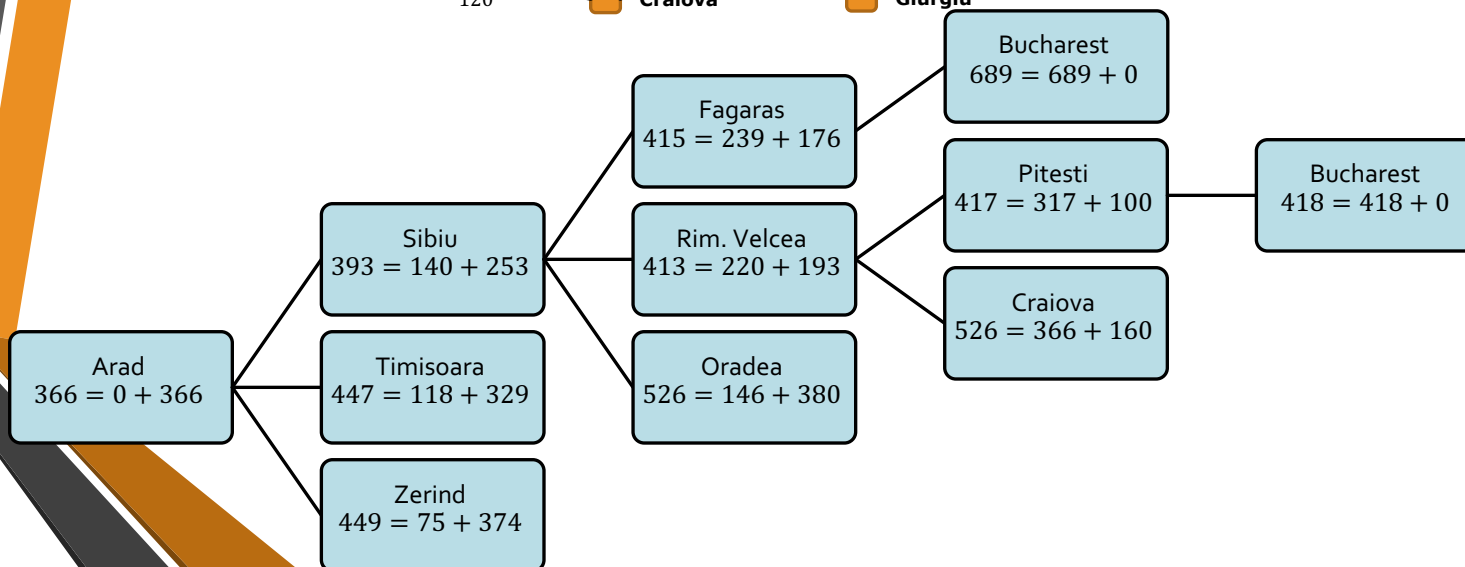 120
Craiova
Giurgiu
Bucharest
689 = 689 + 0
Fagaras
415 = 239 + 176
Pitesti
417 = 317 + 100
Bucharest
418 = 418 + 0
Sibiu
393 = 140 + 253
Rim. Velcea
413 = 220 + 193
Craiova
526 = 366 + 160
Arad
366 = 0 + 366
Timisoara
447 = 118 + 329
Oradea
526 = 146 + 380
Zerind
449 = 75 + 374